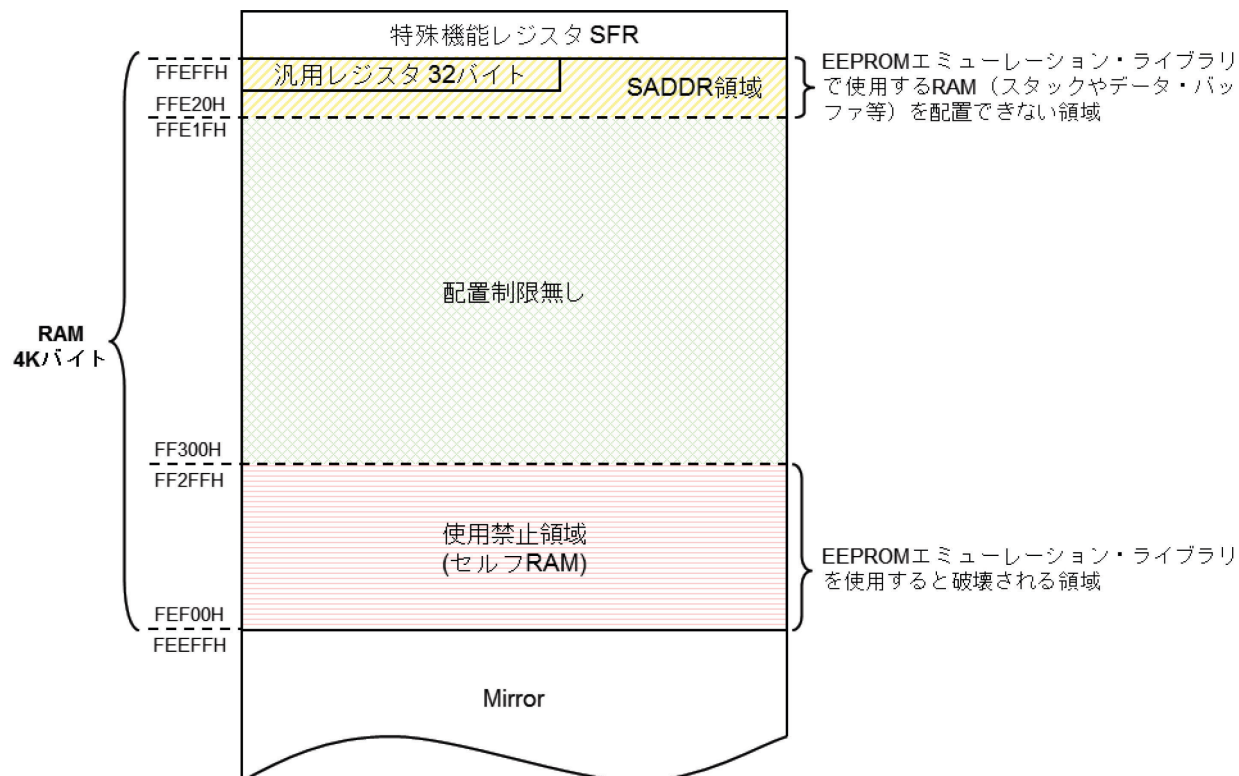 特殊機能レジスタ SFR
FFEFFH
汎用レジスタ 32バイト
SADDR領域
FFE20H
FFE1FH
EEPROMエミューレーション・ライブラリ
で使用するRAM（スタックやデータ・バッ
ファ等）を配置できない領域
配置制限無し
RAM
4Kバイト
FF300H
FF2FFH
使用禁止領域
(セルフRAM)
EEPROMエミューレーション・ライブラリ
を使用すると破壊される領域
FEF00H
FEEFFH
Mirror